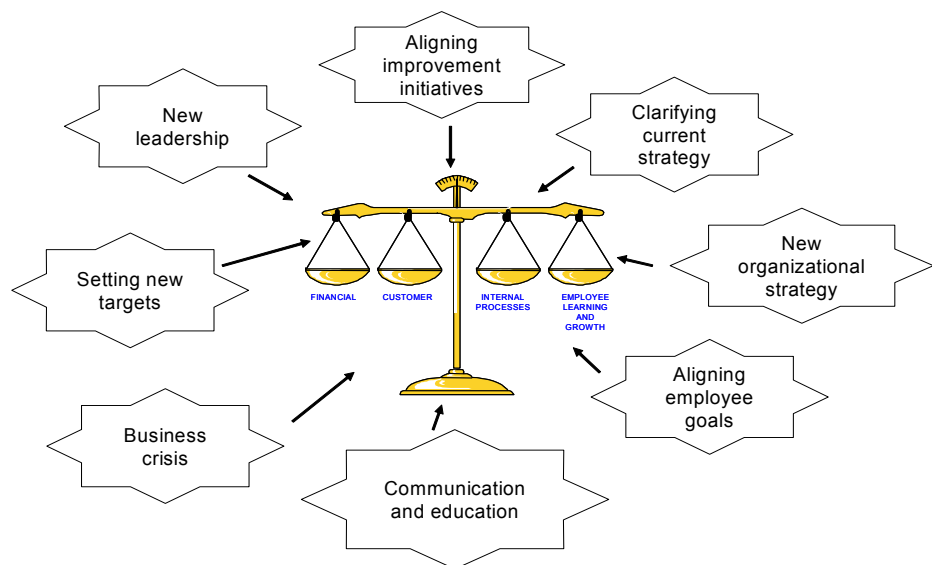 Aligning
improvement
initiatives
New
leadership
Clarifying
current
strategy
Setting new
targets
New
organizational
strategy
FINANCIAL
CUSTOMER
INTERNAL
PROCESSES
EMPLOYEE
LEARNING
AND
GROWTH
Aligning
employee
goals
Business
crisis
Communication
and education